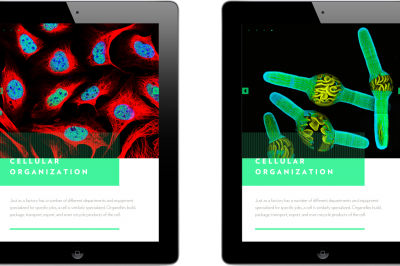 CELLULAR
ORGANIZATION
Just as a factory has a number of different departments and equipment
specialized for specific jobs, a cell is similarly specialized. Organelles build,
package, transport, export, and even recycle products of the cell.
CELLULAR
ORGANIZATION
Just as a factory has a number of different departments and equipment
specialized for specific jobs, a cell is similarly specialized. Organelles build,
package, transport, export, and even recycle products of the cell.